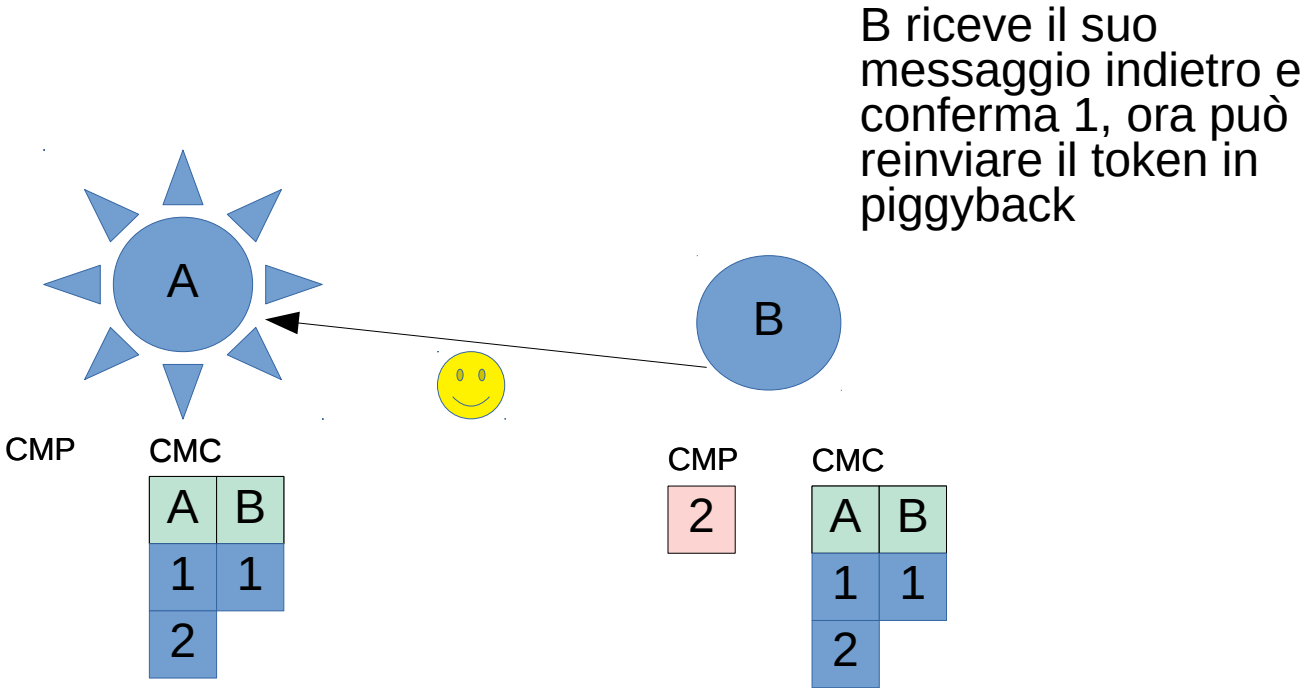 B riceve il suo
messaggio indietro e
conferma 1, ora può
reinviare il token in
piggyback
A
B
CMP
CMC
A B
1 1
2
CMP
CMC
2
A B
1 1
2